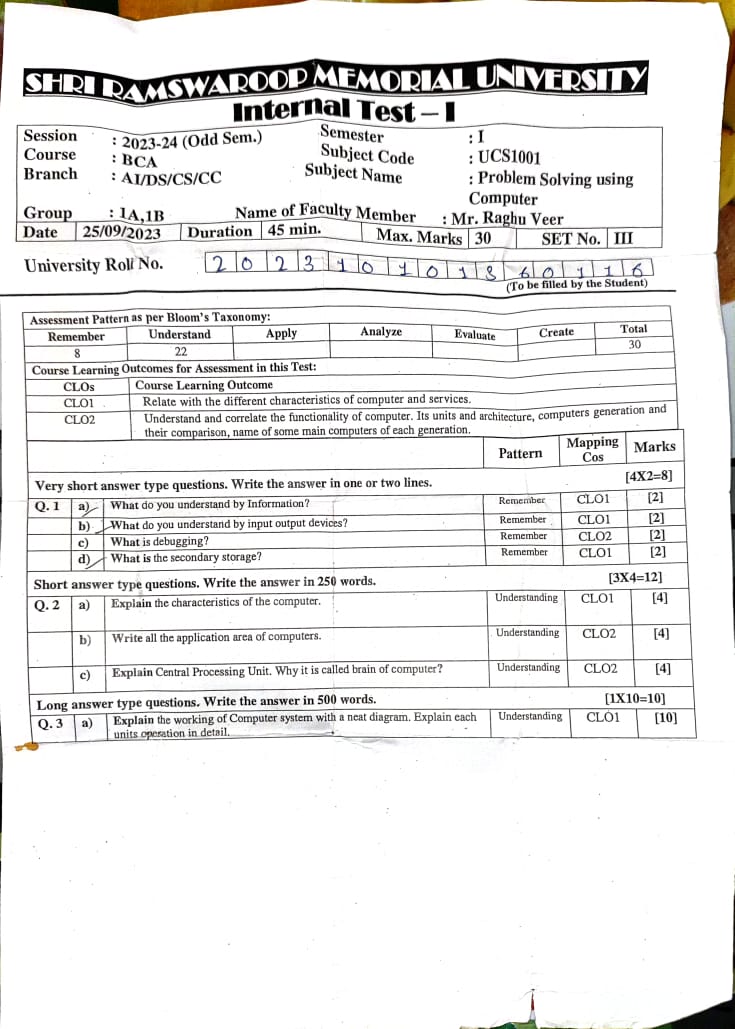 SHRI RAMSWAROOP MEMORIAL UNIVERSITY
Internal Test – I
Session : 2023-24 (Odd Sem.) Semester : I
Course : BCA Subject Code : UCS1001
Branch : AI/DS/CS/CC Subject Name : Problem Solving using Computer
Group : 1A,1B Name of Faculty Member : Mr. Raghu Veer
Date 25/09/2023 Duration 45 min. Max. Marks 30 SET No. III
University Roll No. 2 0 2 3 1 0 1 0 1 8 6 0 1 1 6
(To be filled by the Student)
Assessment Pattern as per Bloom's Taxonomy:
Remember Understand Apply Analyze Evaluate Create Total
8 22 30
Course Learning Outcomes for Assessment in this Test:
CLOs Course Learning Outcome
CLO1 Relate with the different characteristics of computer and services.
CLO2 Understand and correlate the functionality of computer. Its units and architecture, computers generation and
their comparison, name of some main computers of each generation.
Pattern Mapping Cos Marks
Very short answer type questions. Write the answer in one or two lines. [4X2=8]
Q. 1 a) What do you understand by Information? Remember CLO1 [2]
b) What do you understand by input output devices? Remember CLO1 [2]
c) What is debugging? Remember CLO2 [2]
d) What is the secondary storage? Remember CLO1 [2]
Short answer type questions. Write the answer in 250 words. [3X4=12]
Q. 2 a) Explain the characteristics of the computer. Understanding CLO1 [4]
b) Write all the application area of computers. Understanding CLO2 [4]
c) Explain Central Processing Unit. Why it is called brain of computer? Understanding CLO2 [4]
Long answer type questions. Write the answer in 500 words. [1X10=10]
Q. 3 a) Explain the working of Computer system with a neat diagram. Explain each Understanding CLO1 [10]
units operation in detail.